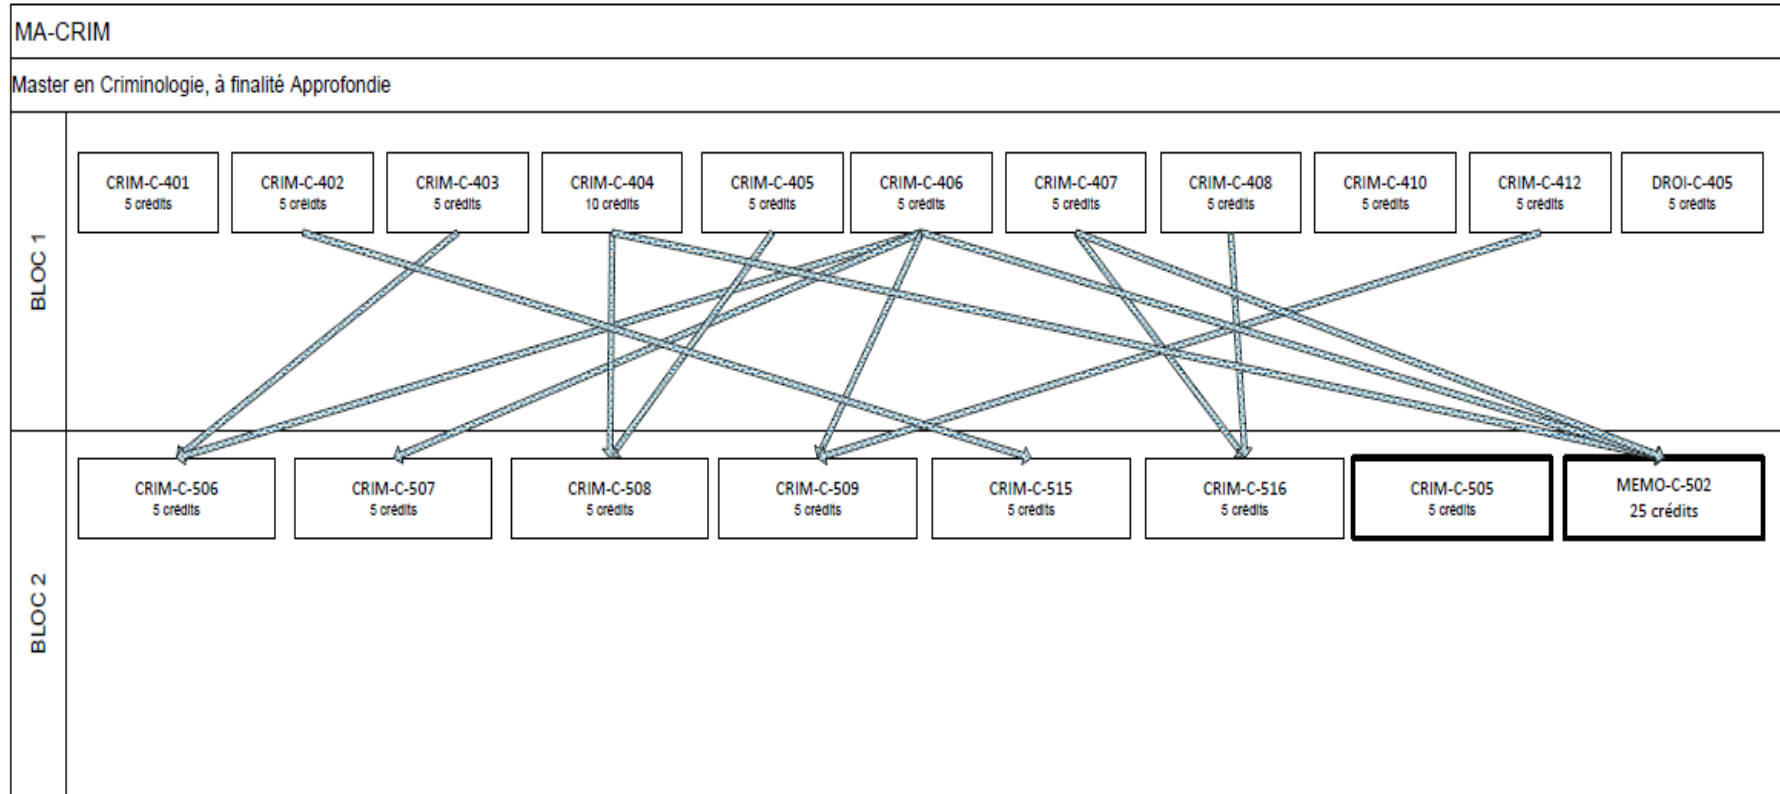 MA-CRIM
Master en Criminologie, à finalité Approfondie
BLOC 1
CRIM-C-401
5 crédits
CRIM-C-402
5 créidts
CRIM-C-403
5 crédits
CRIM-C-404
10 crédits
CRIM-C-405
5 crédits
CRIM-C-406
5 crédits
CRIM-C-407
5 crédits
CRIM-C-408
5 crédits
CRIM-C-410
5 crédits
CRIM-C-412
5 crédits
DROI-C-405
5 crédits
BLOC 2
CRIM-C-506
5 crédits
CRIM-C-507
5 crédits
CRIM-C-508
5 crédits
CRIM-C-509
5 crédits
CRIM-C-515
5 crédits
CRIM-C-516
5 crédits
CRIM-C-505
5 crédits
MEMO-C-502
25 crédits